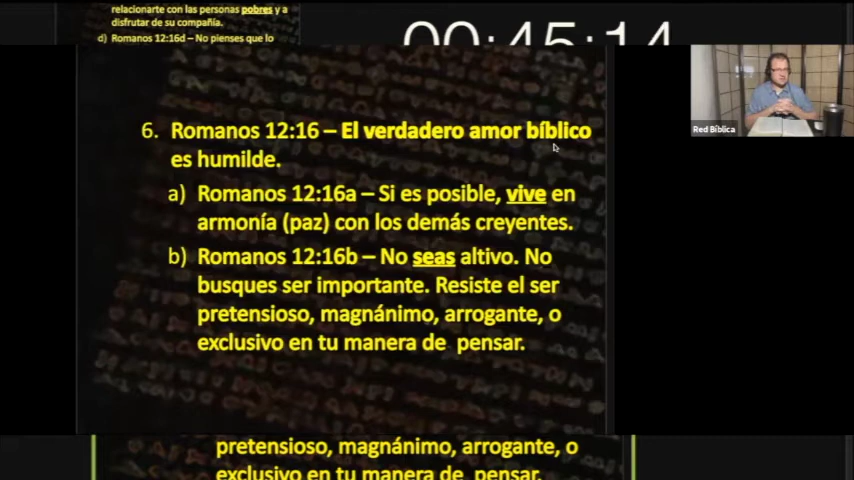 relacionarte con las personas pobres y a
disfrutar de su compañía.
d) Romanos 12:16d – No pienses que lo
00:45:14
Red Bíblica
6. Romanos 12:16 – El verdadero amor bíblico
es humilde.
a) Romanos 12:16a – Si es posible, vive en
armonía (paz) con los demás creyentes.
b) Romanos 12:16b – No seas altivo. No
busques ser importante. Resiste el ser
pretensioso, magnánimo, arrogante, o
exclusivo en tu manera de pensar.
pretensioso, magnánimo, arrogante, o
exclusivo en tu manera de pensar.